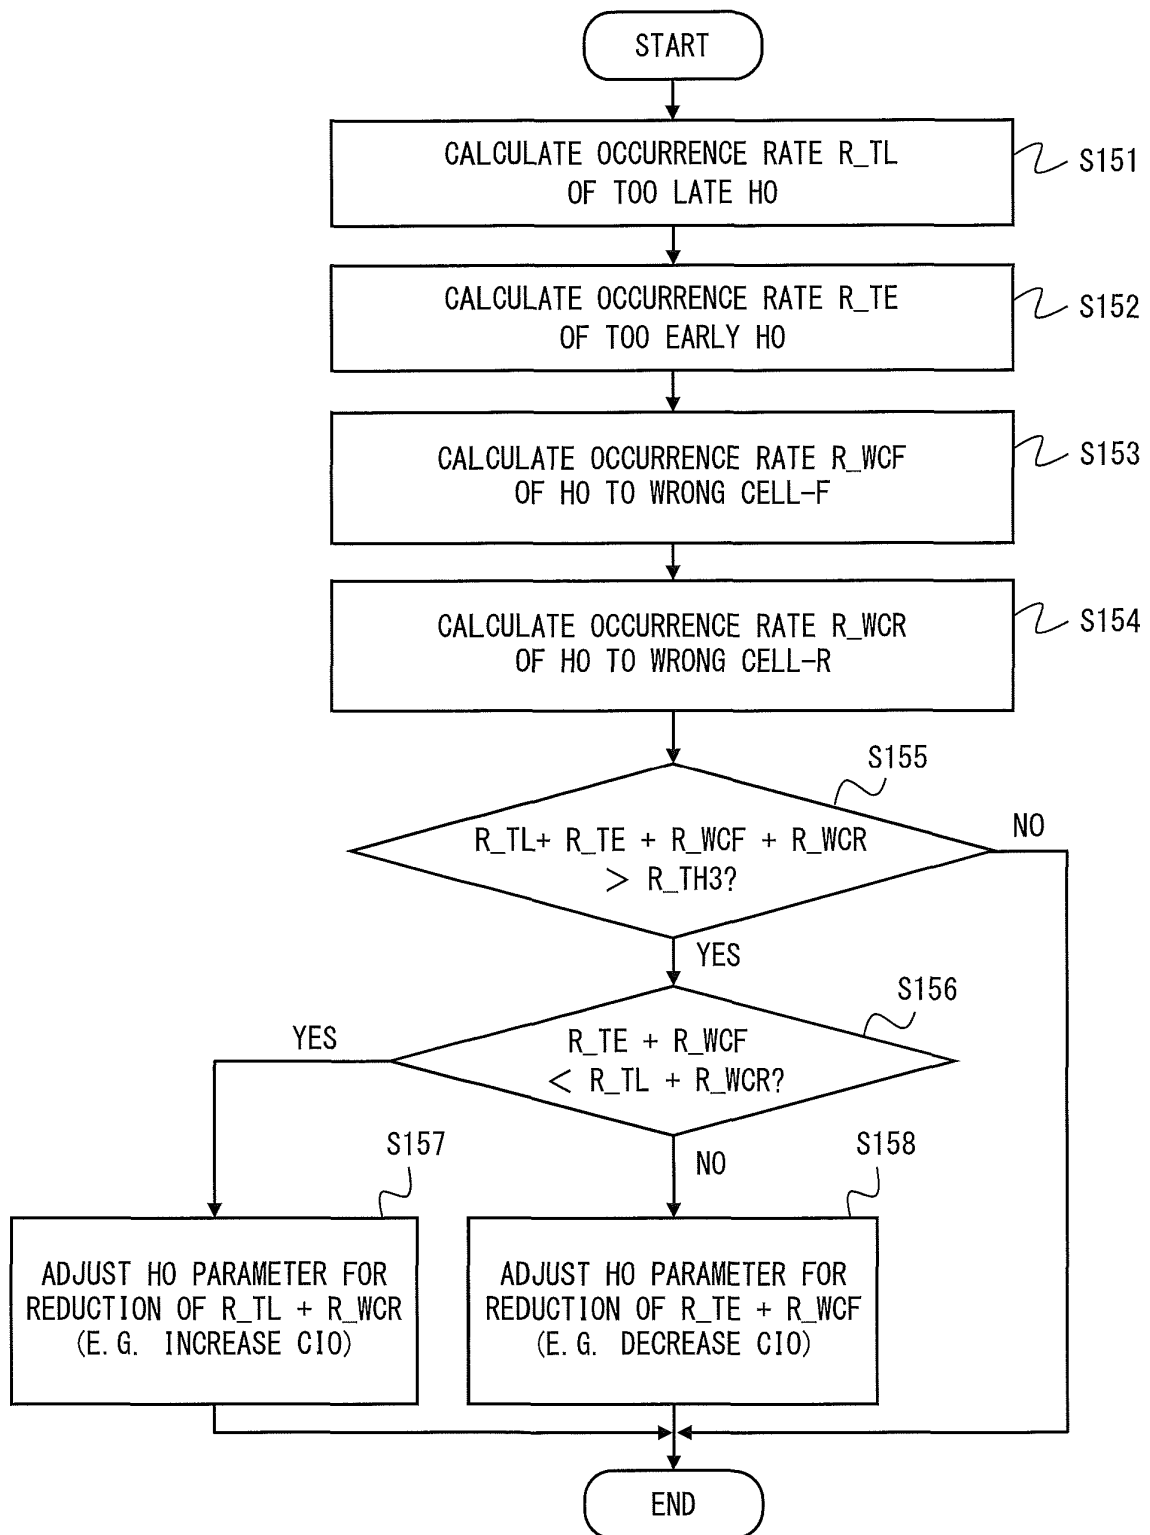 START
CALCULATE OCCURRENCE RATE R_TL
OF TOO LATE HO
S151
CALCULATE OCCURRENCE RATE R_TE
OF TOO EARLY HO
S152
CALCULATE OCCURRENCE RATE R_WCF
OF HO TO WRONG CELL-F
S153
CALCULATE OCCURRENCE RATE R_WCR
OF HO TO WRONG CELL-R
S154
S155
R_TL+ R_TE + R_WCF + R_WCR
> R_TH3?
NO
YES
S156
R_TE + R_WCF
< R_TL + R_WCR?
YES
NO
S157
ADJUST HO PARAMETER FOR
REDUCTION OF R_TL + R_WCR
(E.G. INCREASE CIO)
S158
ADJUST HO PARAMETER FOR
REDUCTION OF R_TE + R_WCF
(E.G. DECREASE CIO)
END